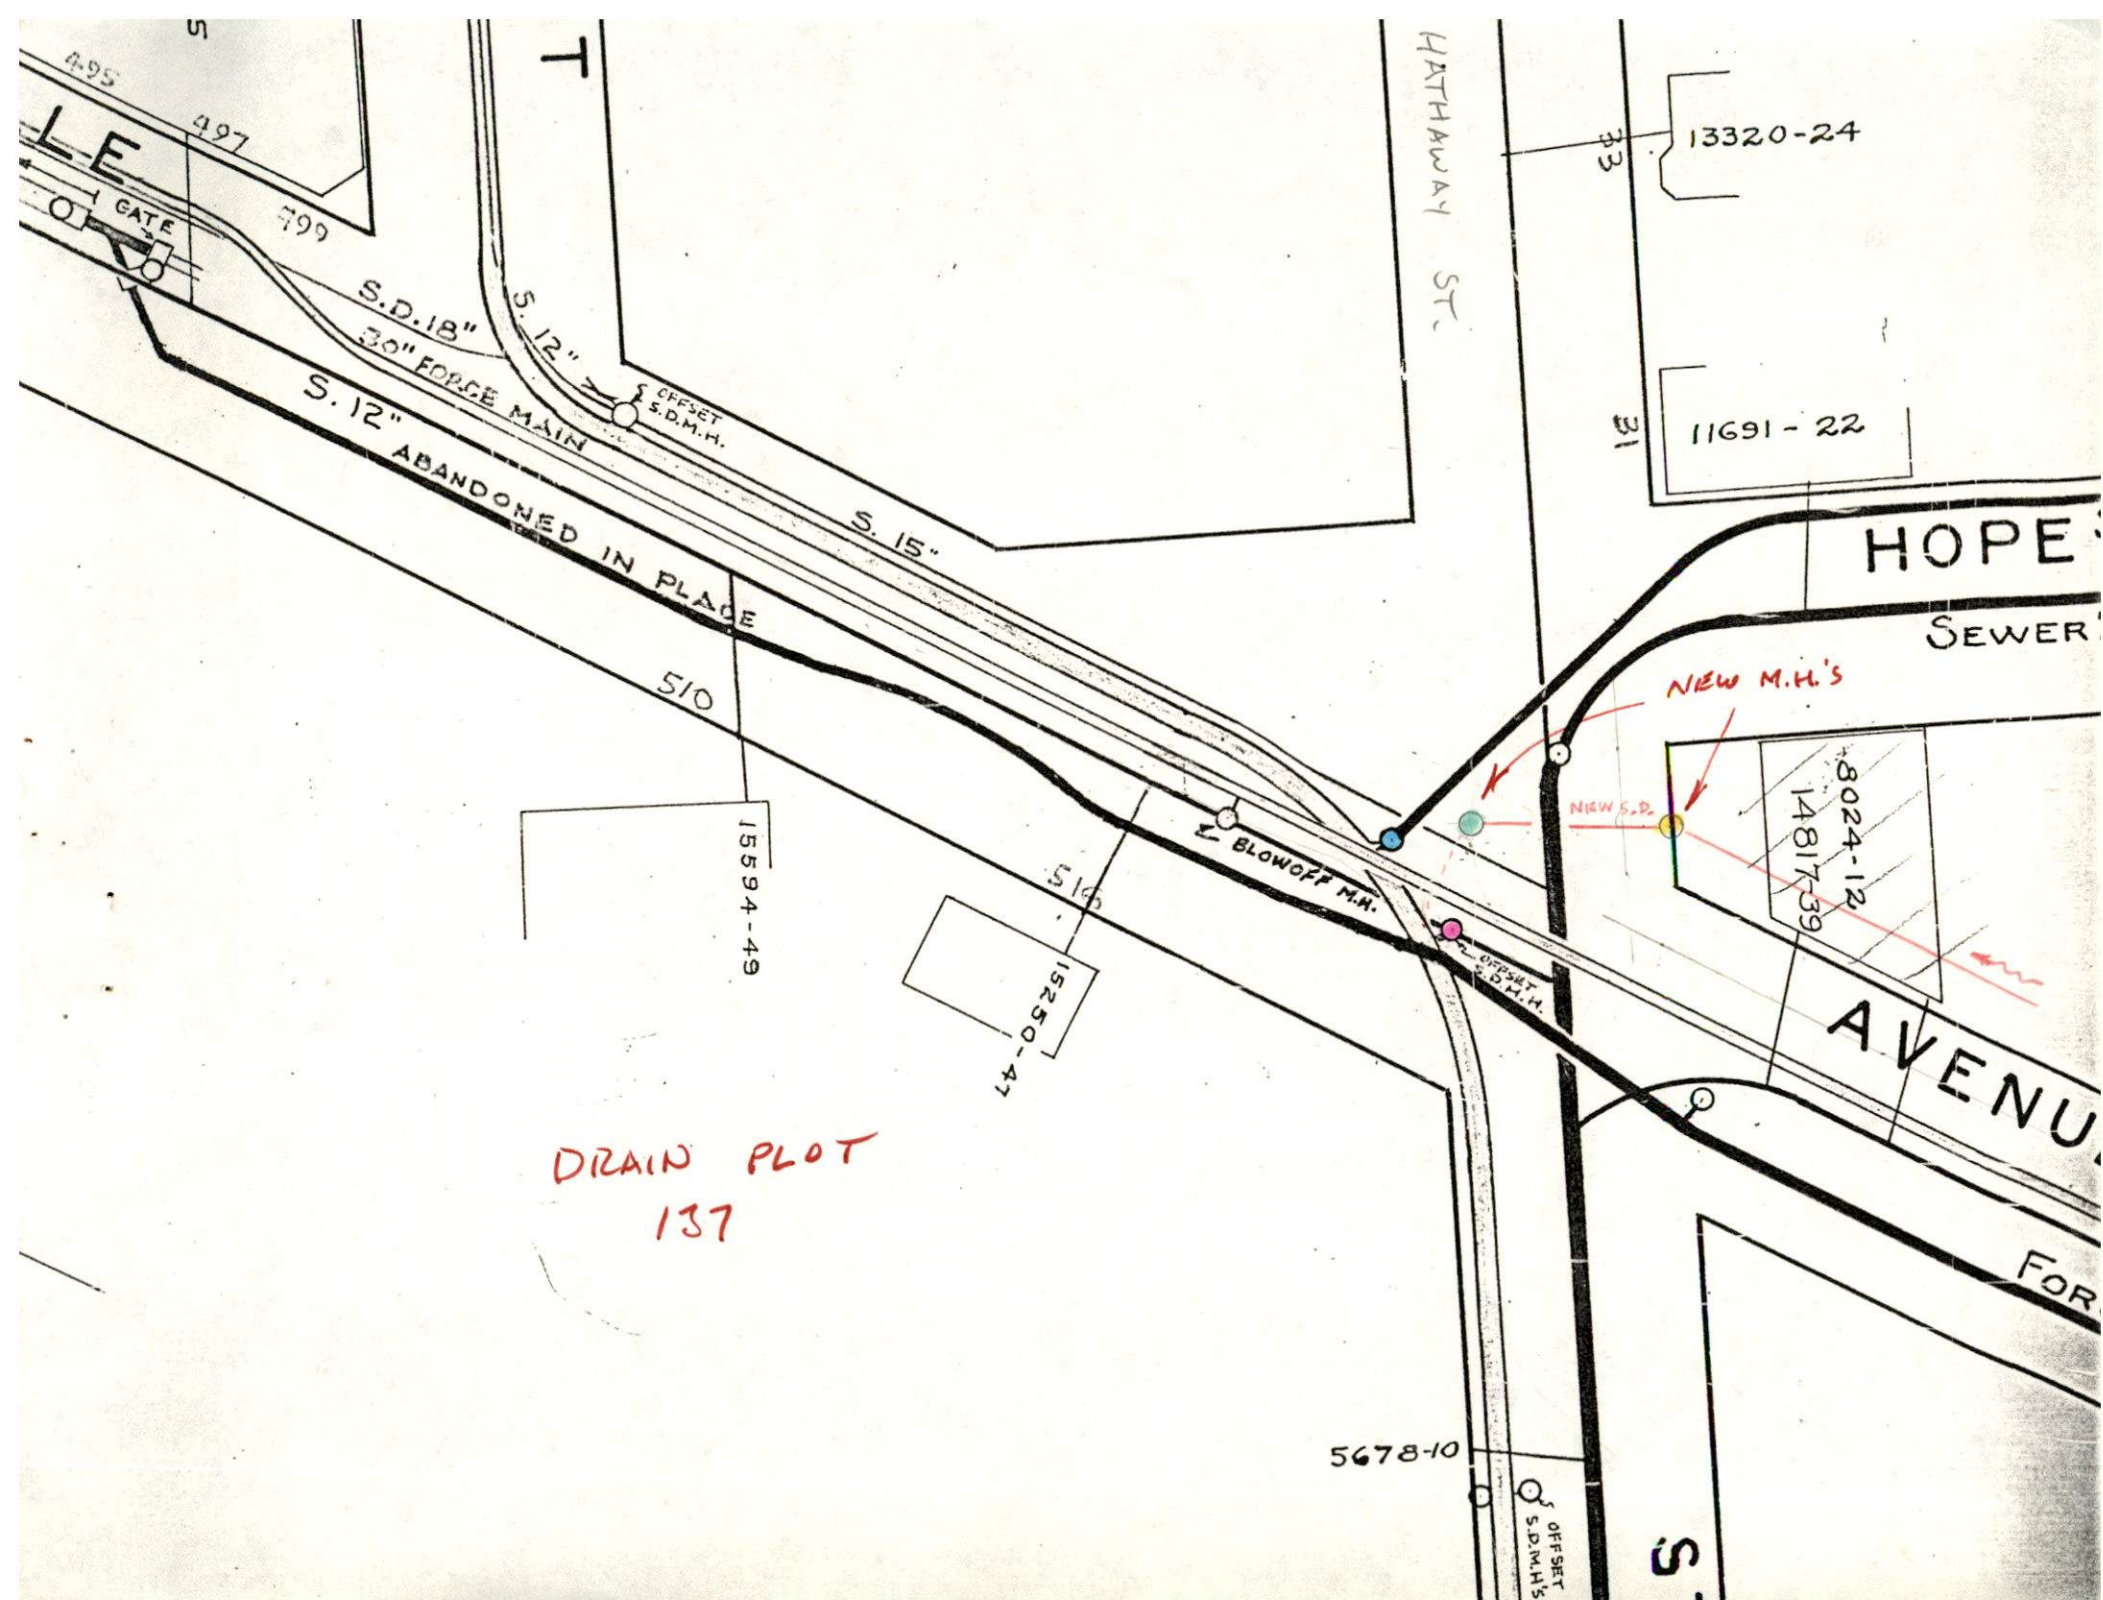 S
495
497
499
LE
GATE
T
S.D. 18"
30" FORCE MAIN
S. 12"
S. 12"
ABANDONED IN PLACE
OFFSET
S.D.M.H.
S. 15"
HATHAWAY ST.
33
13320-24
31
11691-22
HOPE
SEWER
NEW M.H.'S
NEW S.D.
8024-12
14817-39
510
516
BLOWOFF M.H.
OFFSET
S.D.M.H.
15594-49
15250-47
AVENU
FOR
DRAIN PLOT
137
5678-10
OFFSET
S.D.M.H'S
S